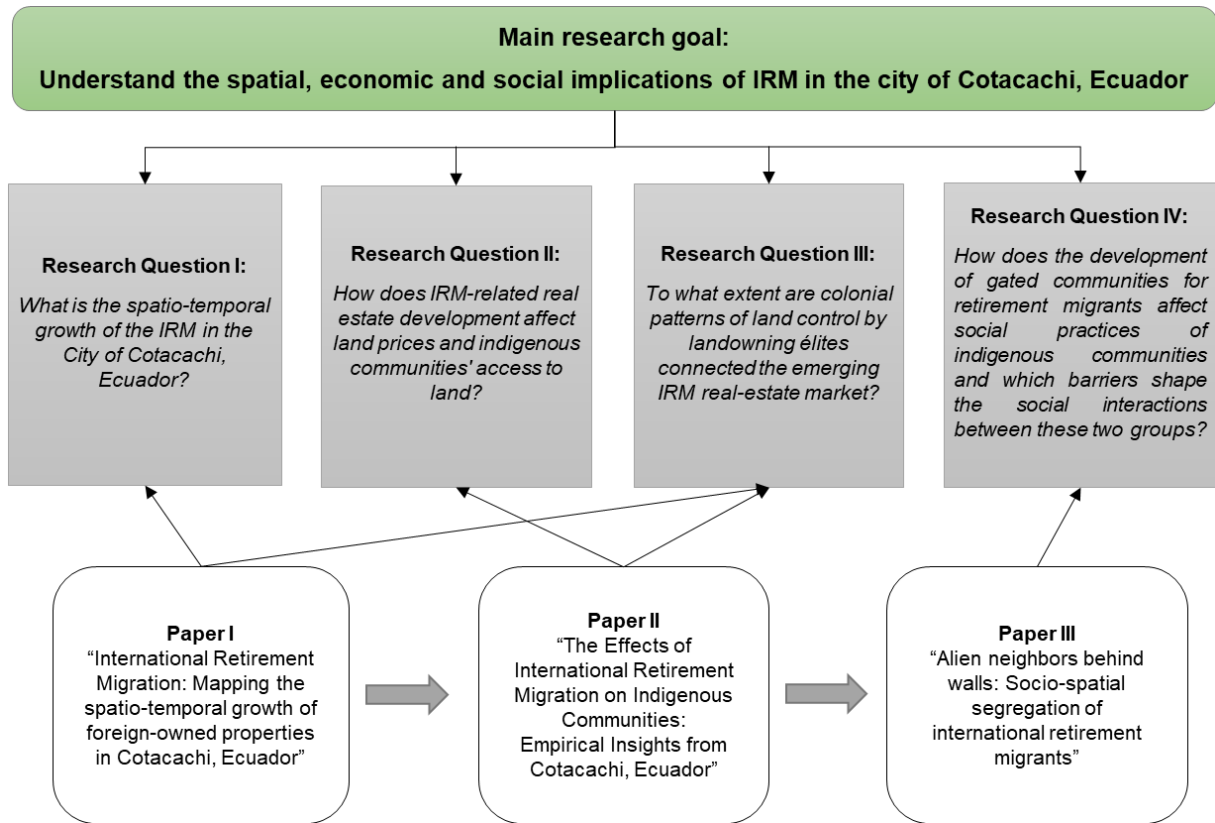 Main research goal:
Understand the spatial, economic and social implications of IRM in the city of Cotacachi, Ecuador
Research Question I:
What is the spatio-temporal
growth of the IRM in the
City of Cotacachi,
Ecuador?
Research Question II:
How does IRM-related real
estate development affect
land prices and indigenous
communities' access to
land?
Research Question III:
To what extent are colonial
patterns of land control by
landowning élites
connected the emerging
IRM real-estate market?
Research Question IV:
How does the development
of gated communities for
retirement migrants affect
social practices of
indigenous communities
and which barriers shape
the social interactions
between these two groups?
Paper I
“International Retirement
Migration: Mapping the
spatio-temporal growth of
foreign-owned properties
in Cotacachi, Ecuador”
Paper II
“The Effects of
International Retirement
Migration on Indigenous
Communities:
Empirical Insights from
Cotacachi, Ecuador”
Paper III
“Alien neighbors behind
walls: Socio-spatial
segregation of
international retirement
migrants”